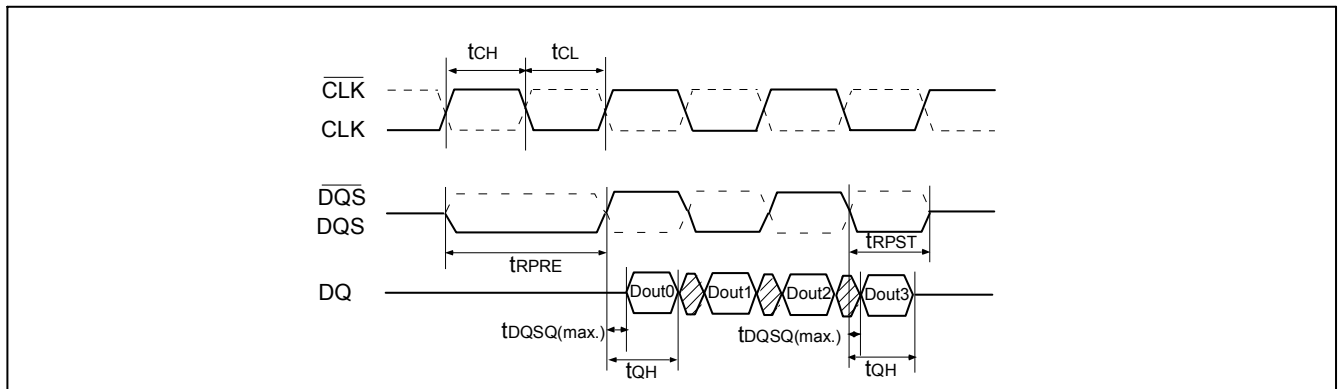 tCH tCL
CLK
CLK
DQS
DQS
tRPRE
tRPST
DQ
Dout0 Dout1 Dout2 Dout3
tDQSQ(max.) tDQSQ(max.)
tQH tQH